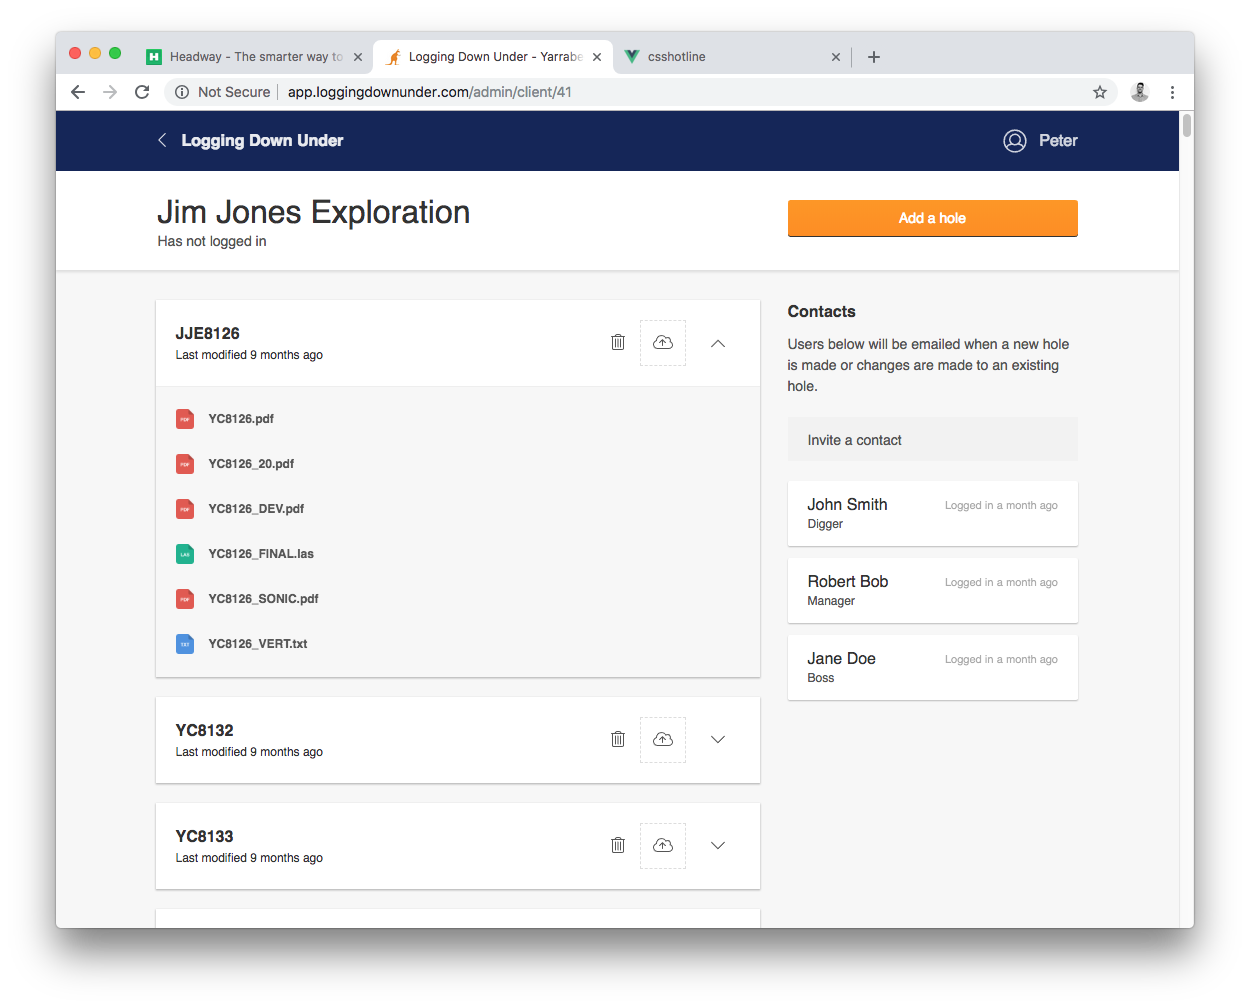 Headway - The smarter way to
Logging Down Under - Yarrabe
csshotline
Not Secure
app.loggingdownunder.com/admin/client/41
Logging Down Under
Peter
Jim Jones Exploration
Has not logged in
Add a hole
JJE8126
Last modified 9 months ago
PDF YC8126.pdf
PDF YC8126_20.pdf
PDF YC8126_DEV.pdf
LAS YC8126_FINAL.las
PDF YC8126_SONIC.pdf
TXT YC8126_VERT.txt
YC8132
Last modified 9 months ago
YC8133
Last modified 9 months ago
Contacts
Users below will be emailed when a new hole
is made or changes are made to an existing
hole.
Invite a contact
John Smith
Logged in a month ago
Digger
Robert Bob
Logged in a month ago
Manager
Jane Doe
Logged in a month ago
Boss